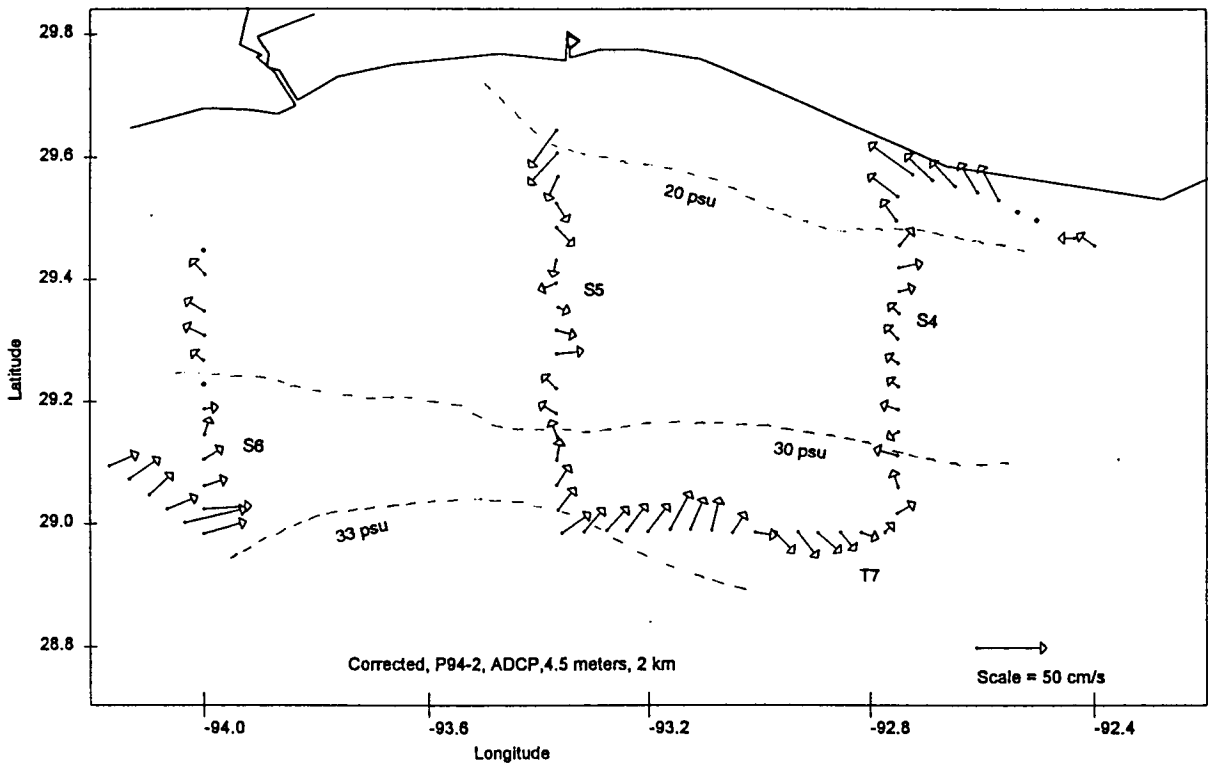 29.8
29.6
29.4
29.2
29.0
28.8
Latitude
20 psu
S5
S4
S6
30 psu
33 psu
T7
Corrected, P94-2, ADCP,4.5 meters, 2 km
Scale = 50 cm/s
-94.0
-93.6
-93.2
-92.8
-92.4
Longitude